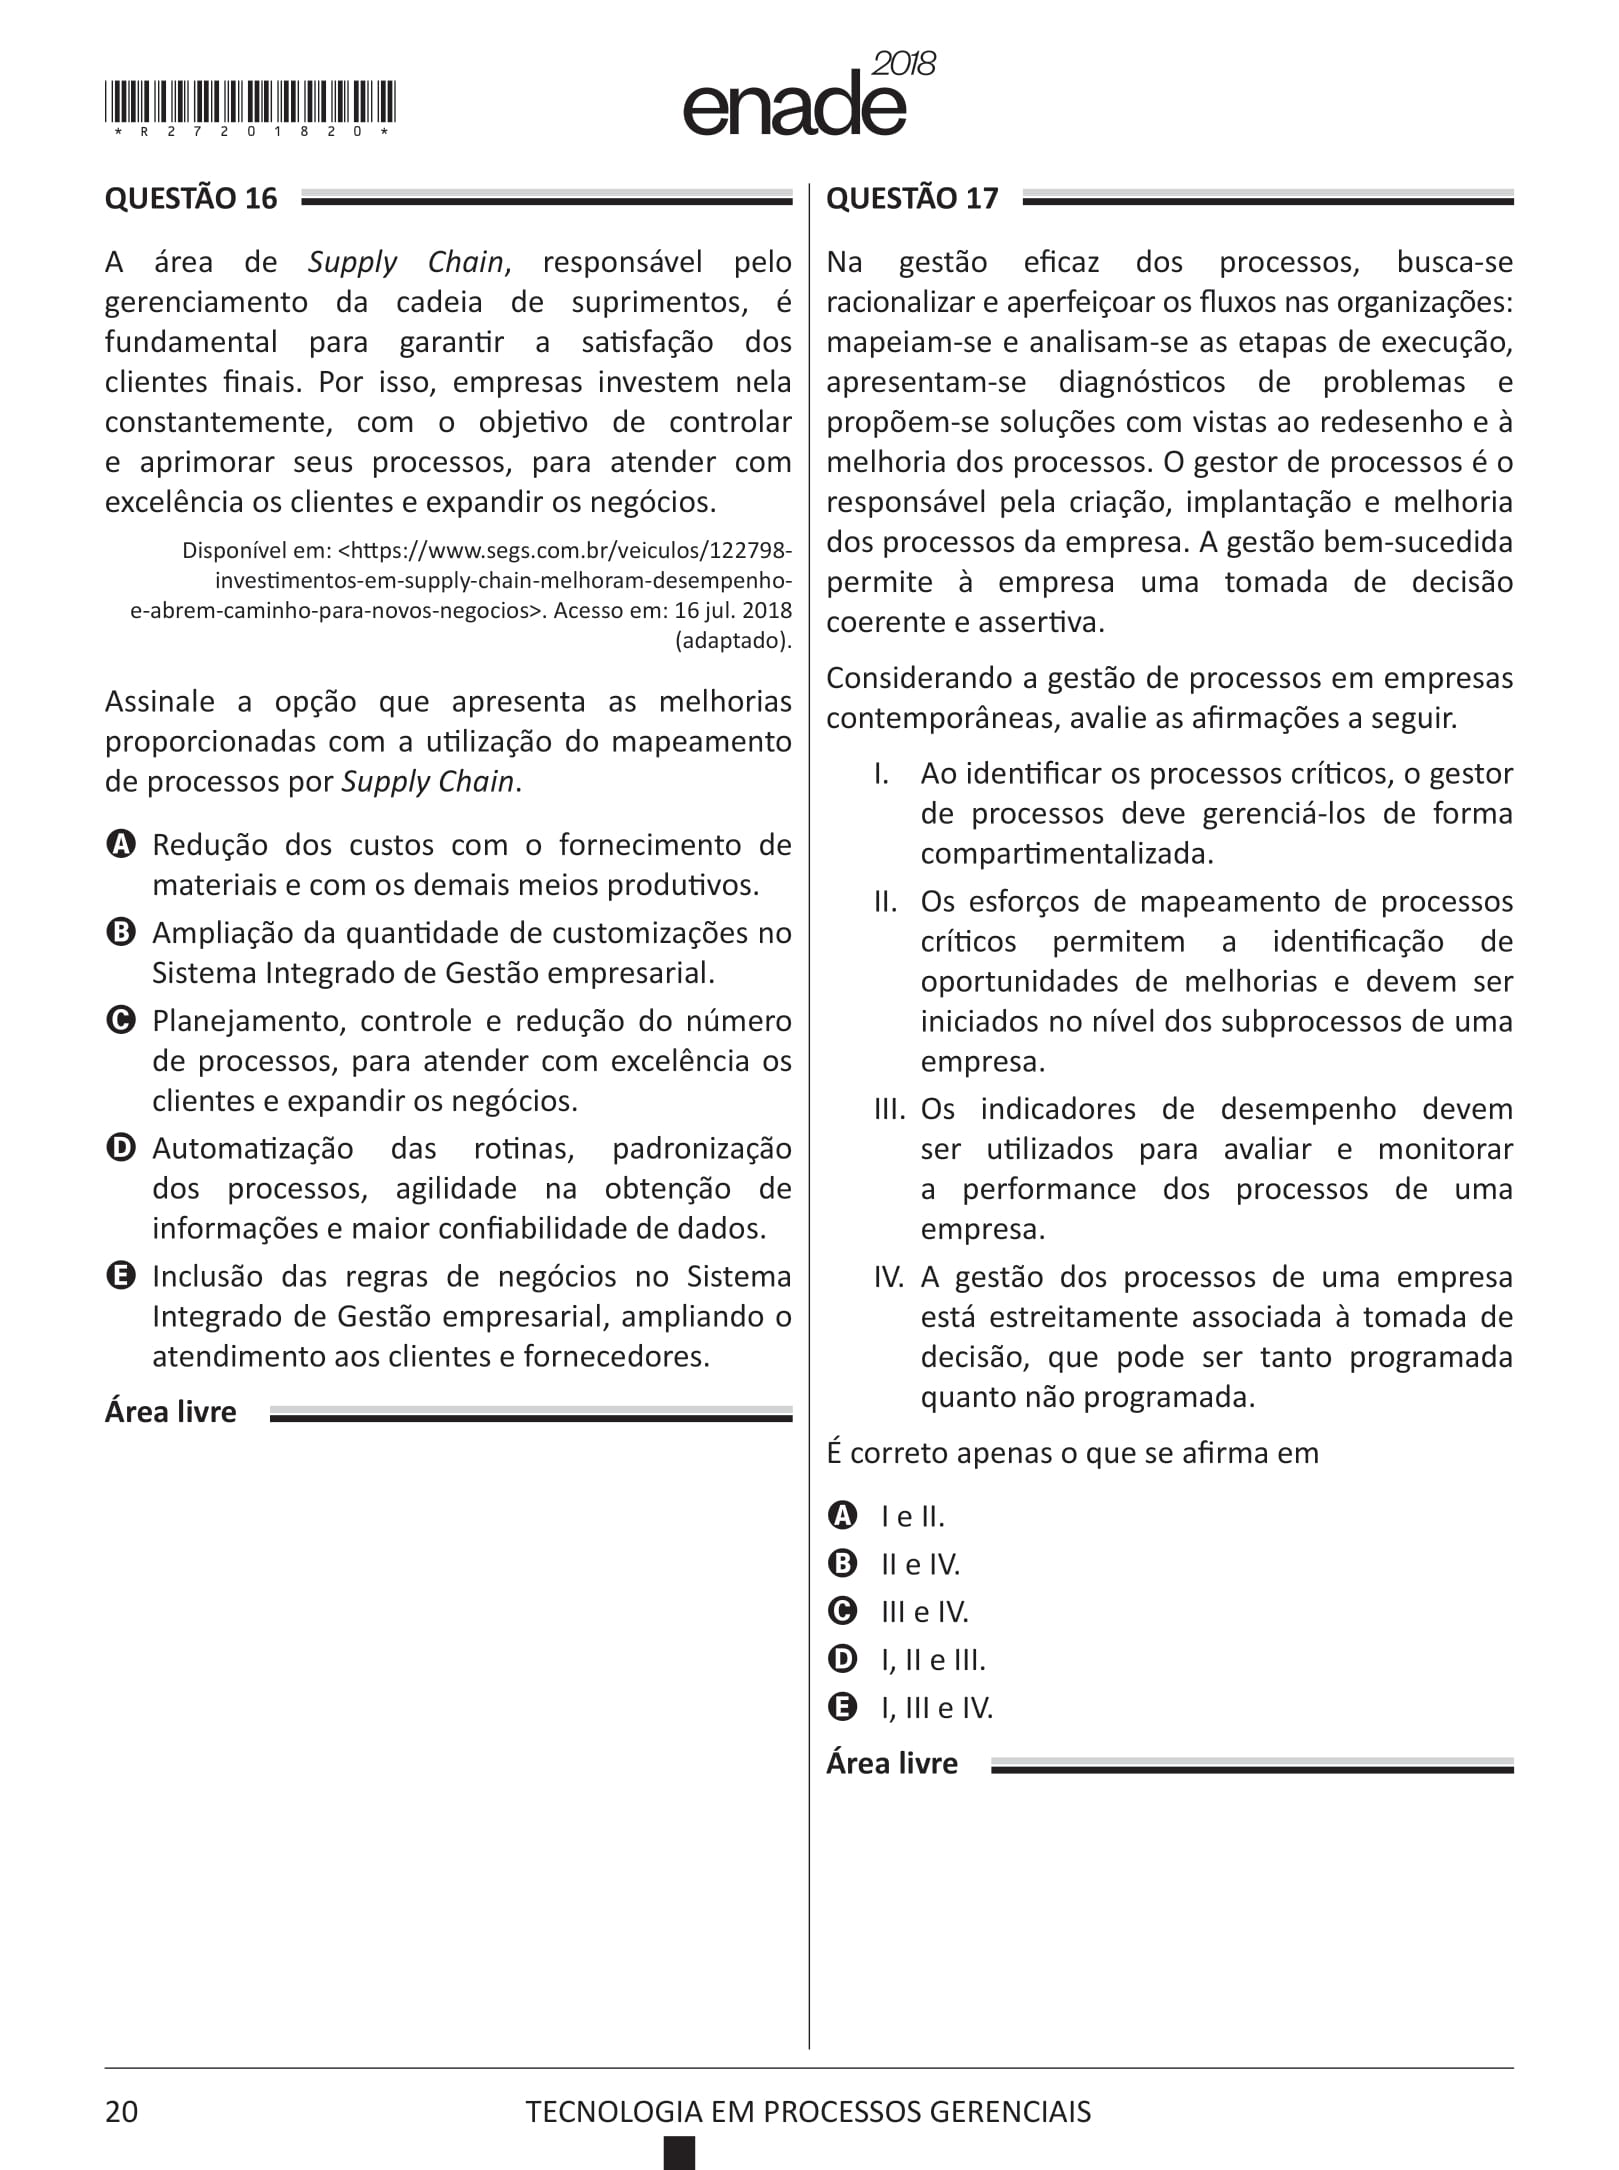 *R27201820*
enade 2018
QUESTÃO 16
A área de Supply Chain, responsável pelo
gerenciamento da cadeia de suprimentos, é
fundamental para garantir a satisfação dos
clientes finais. Por isso, empresas investem nela
constantemente, com o objetivo de controlar
e aprimorar seus processos, para atender com
excelência os clientes e expandir os negócios.
Disponível em: <https://www.segs.com.br/veiculos/122798-
investimentos-em-supply-chain-melhoram-desempenho-
e-abrem-caminho-para-novos-negocios>. Acesso em: 16 jul. 2018
(adaptado).
Assinale a opção que apresenta as melhorias
proporcionadas com a utilização do mapeamento
de processos por Supply Chain.
A Redução dos custos com o fornecimento de
materiais e com os demais meios produtivos.
B Ampliação da quantidade de customizações no
Sistema Integrado de Gestão empresarial.
C Planejamento, controle e redução do número
de processos, para atender com excelência os
clientes e expandir os negócios.
D Automatização das rotinas, padronização
dos processos, agilidade na obtenção de
informações e maior confiabilidade de dados.
E Inclusão das regras de negócios no Sistema
Integrado de Gestão empresarial, ampliando o
atendimento aos clientes e fornecedores.
Área livre
QUESTÃO 17
Na gestão eficaz dos processos, busca-se
racionalizar e aperfeiçoar os fluxos nas organizações:
mapeiam-se e analisam-se as etapas de execução,
apresentam-se diagnósticos de problemas e
propõem-se soluções com vistas ao redesenho e à
melhoria dos processos. O gestor de processos é o
responsável pela criação, implantação e melhoria
dos processos da empresa. A gestão bem-sucedida
permite à empresa uma tomada de decisão
coerente e assertiva.
Considerando a gestão de processos em empresas
contemporâneas, avalie as afirmações a seguir.
I. Ao identificar os processos críticos, o gestor
de processos deve gerenciá-los de forma
compartimentalizada.
II. Os esforços de mapeamento de processos
críticos permitem a identificação de
oportunidades de melhorias e devem ser
iniciados no nível dos subprocessos de uma
empresa.
III. Os indicadores de desempenho devem
ser utilizados para avaliar e monitorar
a performance dos processos de uma
empresa.
IV. A gestão dos processos de uma empresa
está estreitamente associada à tomada de
decisão, que pode ser tanto programada
quanto não programada.
É correto apenas o que se afirma em
A I e II.
B II e IV.
C III e IV.
D I, II e III.
E I, III e IV.
Área livre
20
TECNOLOGIA EM PROCESSOS GERENCIAIS